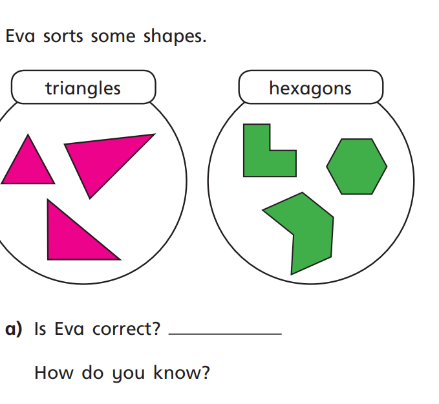 Eva sorts some shapes.
triangles
hexagons
a) Is Eva correct?
How do you know?